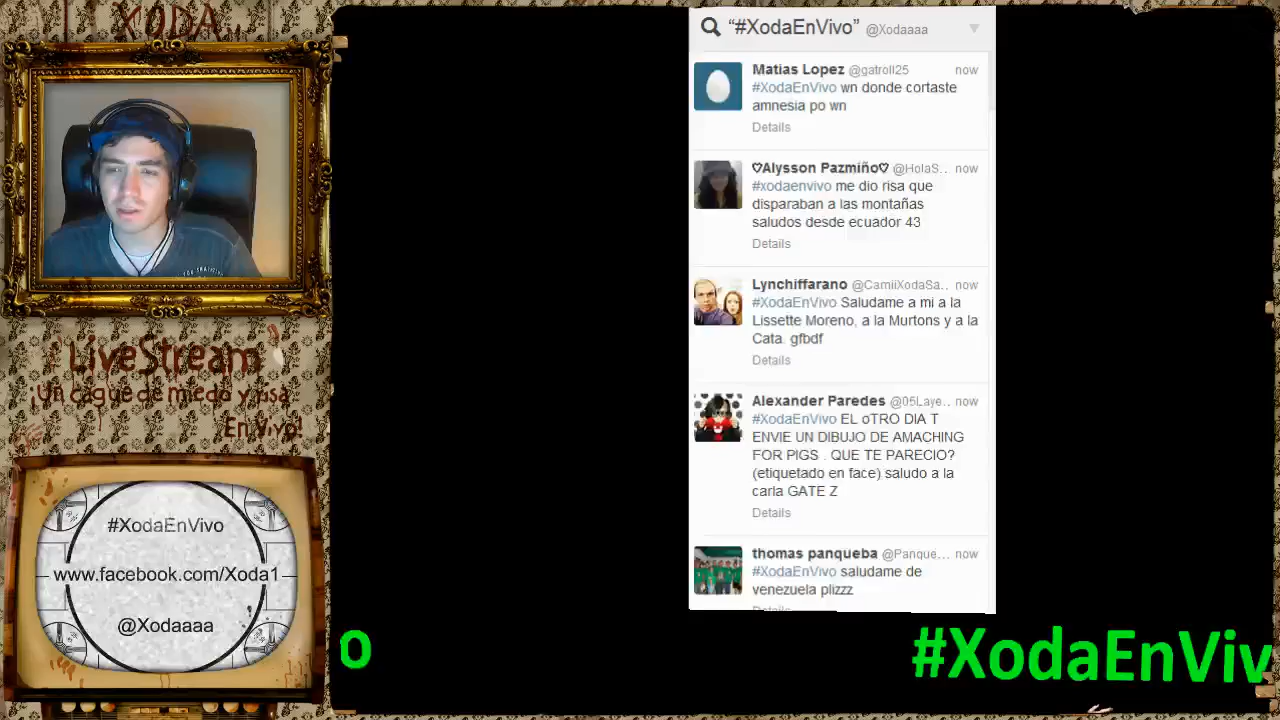 XODA
LiveStream
Un cague de miedo y risa
En Vivo!
#XodaEnVivo
www.facebook.com/Xoda1
@Xodaaaa
“#XodaEnVivo” @Xodaaaa
Matias Lopez @gatroll25 now
#XodaEnVivo wn donde cortaste
amnesia po wn
Details
♡Alysson Pazmiño♡ @HolaS.. now
#xodaenvivo me dio risa que
disparaban a las montañas
saludos desde ecuador 43
Details
Lynchiffarano @CamiiXodaSa.. now
#XodaEnVivo Saludame a mi a la
Lissette Moreno, a la Murtons y a la
Cata. gfbdf
Details
Alexander Paredes @05Laye.. now
#XodaEnVivo EL oTRO DIA T
ENVIE UN DIBUJO DE AMACHING
FOR PIGS . QUE TE PARECIO?
(etiquetado en face) saludo a la
carla GATE Z
Details
thomas panqueba @Panque... now
#XodaEnVivo saludame de
venezuela plizzz
Details
o #XodaEnViv